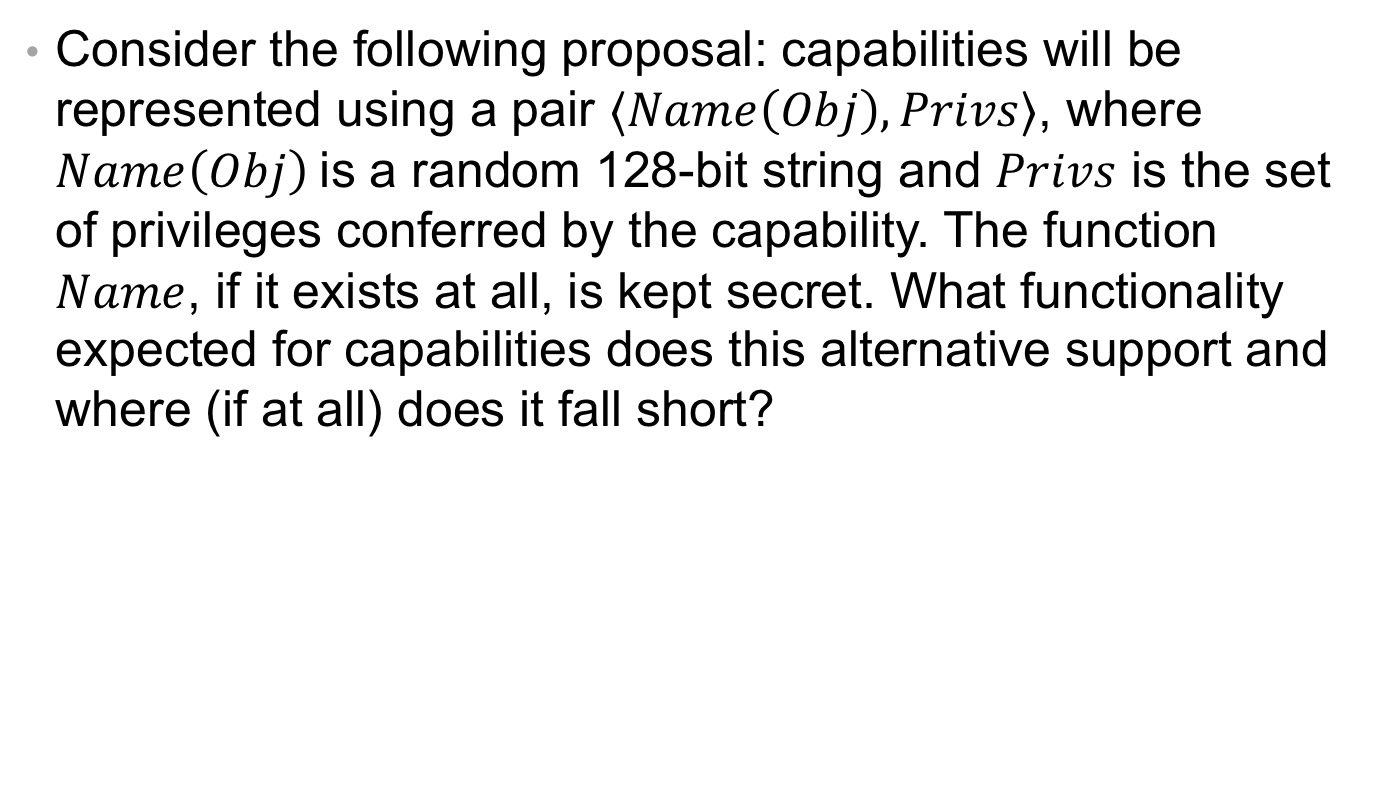 • Consider the following proposal: capabilities will be
represented using a pair ⟨Name(Obj), Privs⟩, where
Name(Obj) is a random 128-bit string and Privs is the set
of privileges conferred by the capability. The function
Name, if it exists at all, is kept secret. What functionality
expected for capabilities does this alternative support and
where (if at all) does it fall short?